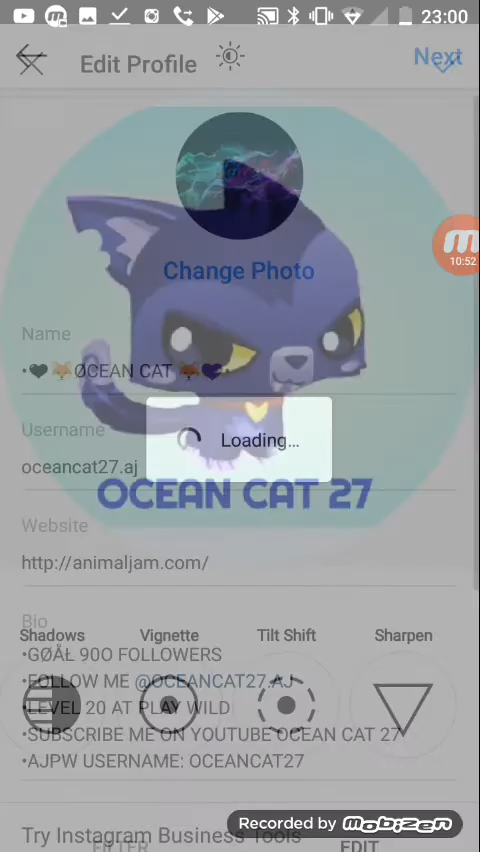 23:00
Edit Profile
Next
10:52
Change Photo
Name
•🖤🦊ØCEAN CAT 🦊🖤•
Loading...
Username
oceancat27.aj
OCEAN CAT 27
Website
http://animaljam.com/
Bio
Shadows Vignette Tilt Shift Sharpen
•GØÆŁ 90O FOLLOWERS
•FOLLOW ME @OCEANCAT27.AJ
•LEVEL 20 AT PLAY WILD
•SUBSCRIBE ME ON YOUTUBE OCEAN CAT 27
•AJPW USERNAME: OCEANCAT27
Recorded by MOBIZEN
Try Instagram Business Tools
FILTER EDIT